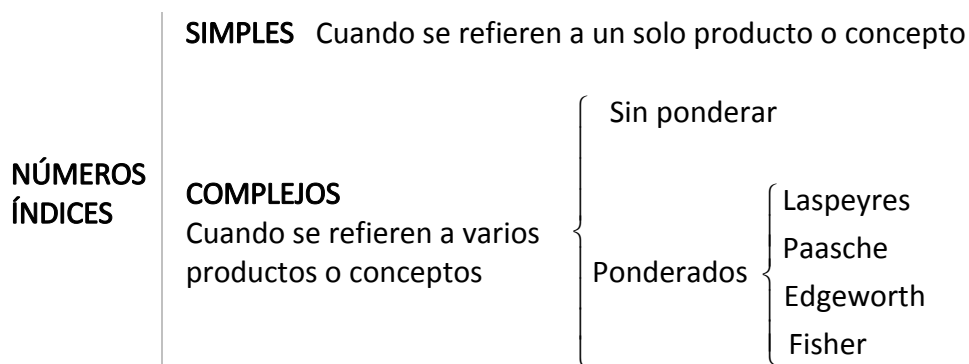 SIMPLES Cuando se refieren a un solo producto o concepto
Sin ponderar
NÚMEROS
ÍNDICES
COMPLEJOS
Cuando se refieren a varios
productos o conceptos
Ponderados
Laspeyres
Paasche
Edgeworth
Fisher